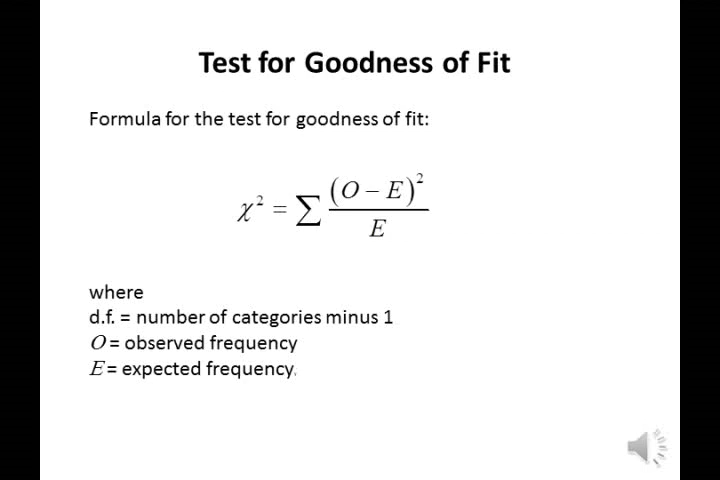 Test for Goodness of Fit
Formula for the test for goodness of fit:
χ² = ∑ (O – E)² / E
where
d.f. = number of categories minus 1
O = observed frequency
E = expected frequency